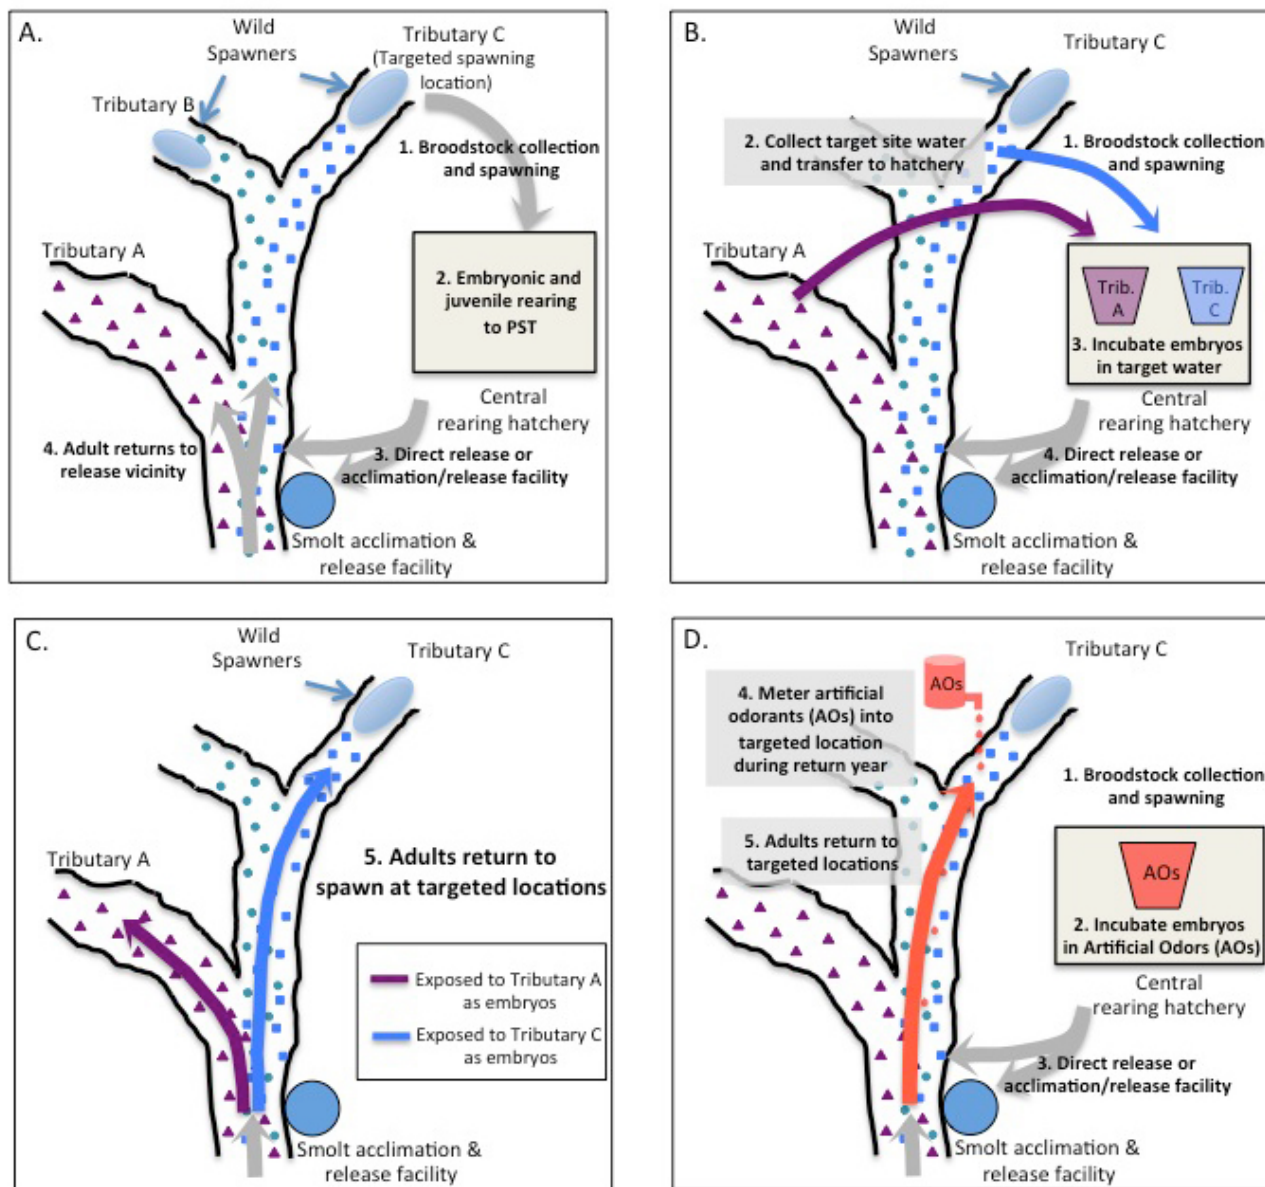 A.
Wild
Spawners
Tributary C
(Targeted spawning
location)
Tributary B
1. Broodstock collection
and spawning
Tributary A
2. Embryonic and
juvenile rearing
to PST
Central
rearing hatchery
4. Adult returns to
release vicinity
3. Direct release or
acclimation/release facility
Smolt acclimation &
release facility
B.
Wild
Spawners
Tributary C
2. Collect target site water
and transfer to hatchery
1. Broodstock collection
and spawning
Tributary A
Trib.
A
Trib.
C
3. Incubate embryos
in target water
Central
rearing hatchery
4. Direct release or
acclimation/release facility
Smolt acclimation &
release facility
C.
Wild
Spawners
Tributary C
Tributary A
5. Adults return to
spawn at targeted locations
Exposed to Tributary A
as embryos
Exposed to Tributary C
as embryos
Smolt acclimation &
release facility
D.
Tributary C
AOs
4. Meter artificial
odorants (AOs) into
targeted location
during return year
1. Broodstock collection
and spawning
5. Adults return to
targeted locations
Tributary A
AOs
2. Incubate embryos
in Artificial Odors (AOs)
Central
rearing hatchery
3. Direct release or
acclimation/release facility
Smolt acclimation &
release facility